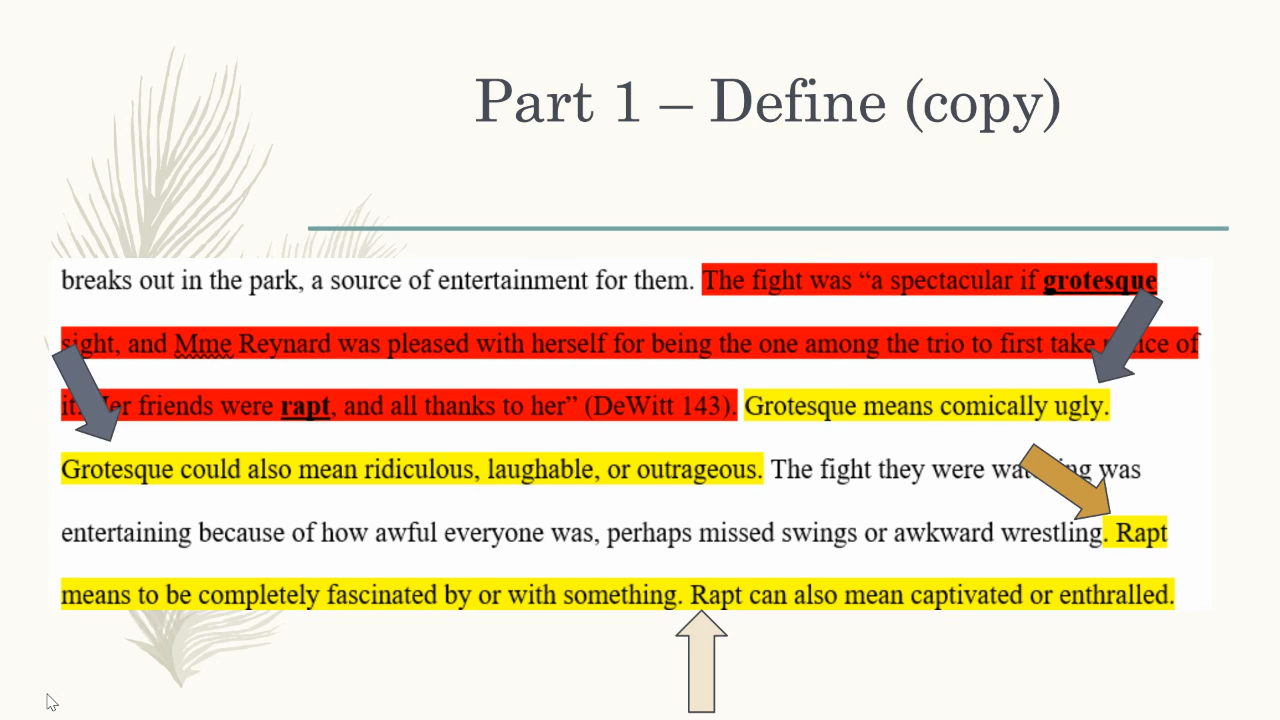 Part 1 – Define (copy)
breaks out in the park, a source of entertainment for them. The fight was “a spectacular if grotesque
sight, and Mme Reynard was pleased with herself for being the one among the trio to first take notice of
it. Her friends were rapt, and all thanks to her” (DeWitt 143). Grotesque means comically ugly.
Grotesque could also mean ridiculous, laughable, or outrageous. The fight they were watching was
entertaining because of how awful everyone was, perhaps missed swings or awkward wrestling. Rapt
means to be completely fascinated by or with something. Rapt can also mean captivated or enthralled.